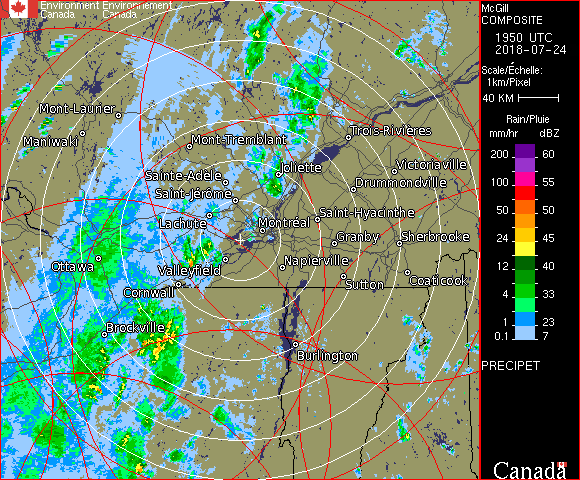 Environment Environnement
Canada Canada
McGill
COMPOSITE
1950 UTC
2018-07-24
Scale/Échelle:
1km/Pixel
40 KM
Rain/Pluie
mm/hr dBZ
200 60
100 55
50 50
24 45
12 40
4 33
1 23
0.1 7
PRECIPET
Canada
Mont-Laurier
Maniwaki
Mont-Tremblant
Trois-Rivières
Sainte-Adèle
Joliette
Victoriaville
Saint-Jérôme
Drummondville
Lachute
Montréal
Saint-Hyacinthe
Granby
Sherbrooke
Ottawa
Valleyfield
Napierville
Cornwall
Sutton
Coaticook
Brockville
Burlington